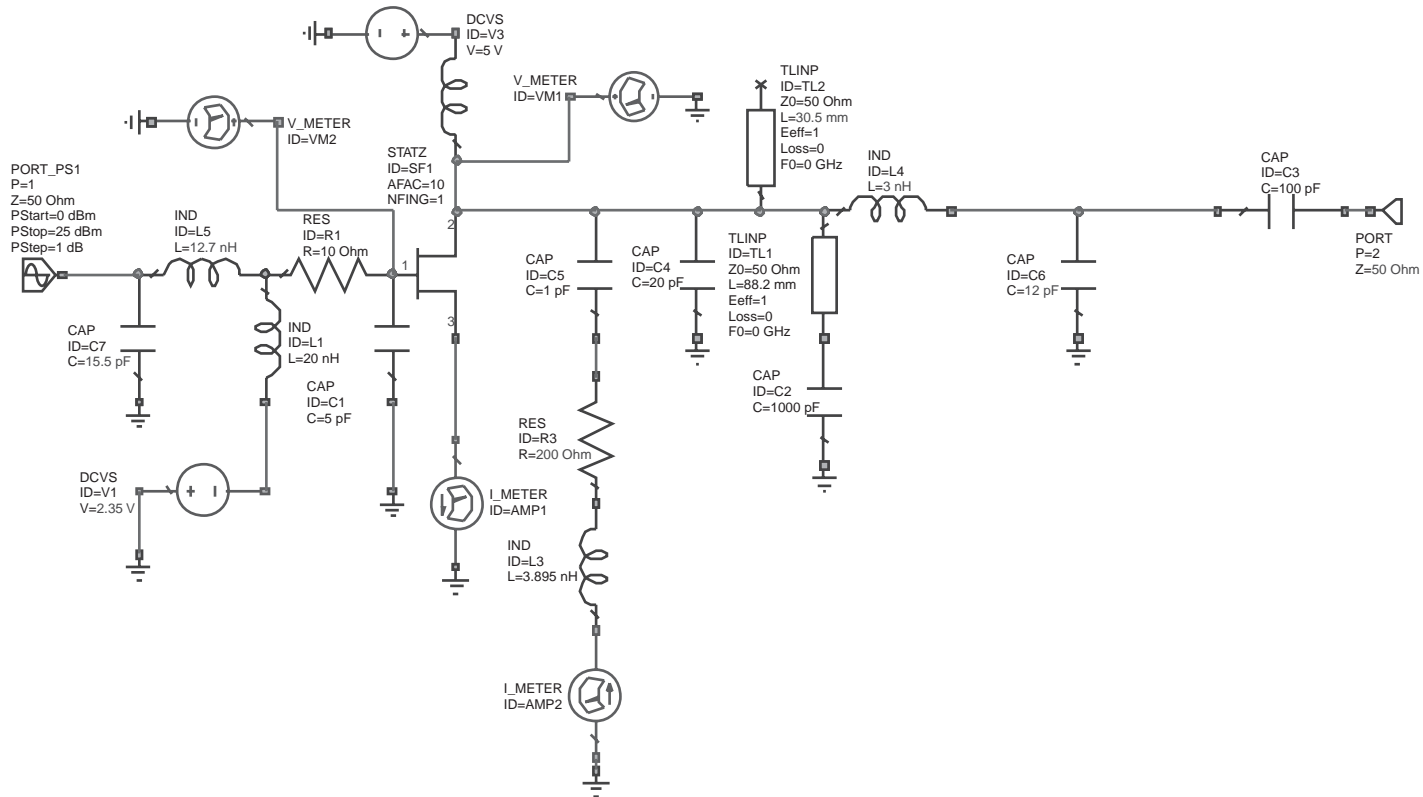 DCVS
ID=V3
V=5 V
V_METER
ID=VM1
TLINP
ID=TL2
Z0=50 Ohm
L=30.5 mm
Eeff=1
Loss=0
F0=0 GHz
V_METER
ID=VM2
STATZ
ID=SF1
AFAC=10
NFING=1
PORT_PS1
P=1
Z=50 Ohm
PStart=0 dBm
PStop=25 dBm
PStep=1 dB
IND
ID=L5
L=12.7 nH
RES
ID=R1
R=10 Ohm
1
2
3
IND
ID=L4
L=3 nH
CAP
ID=C3
C=100 pF
PORT
P=2
Z=50 Ohm
CAP
ID=C5
C=1 pF
CAP
ID=C4
C=20 pF
TLINP
ID=TL1
Z0=50 Ohm
L=88.2 mm
Eeff=1
Loss=0
F0=0 GHz
CAP
ID=C6
C=12 pF
CAP
ID=C7
C=15.5 pF
IND
ID=L1
L=20 nH
CAP
ID=C1
C=5 pF
CAP
ID=C2
C=1000 pF
RES
ID=R3
R=200 Ohm
DCVS
ID=V1
V=2.35 V
I_METER
ID=AMP1
IND
ID=L3
L=3.895 nH
I_METER
ID=AMP2